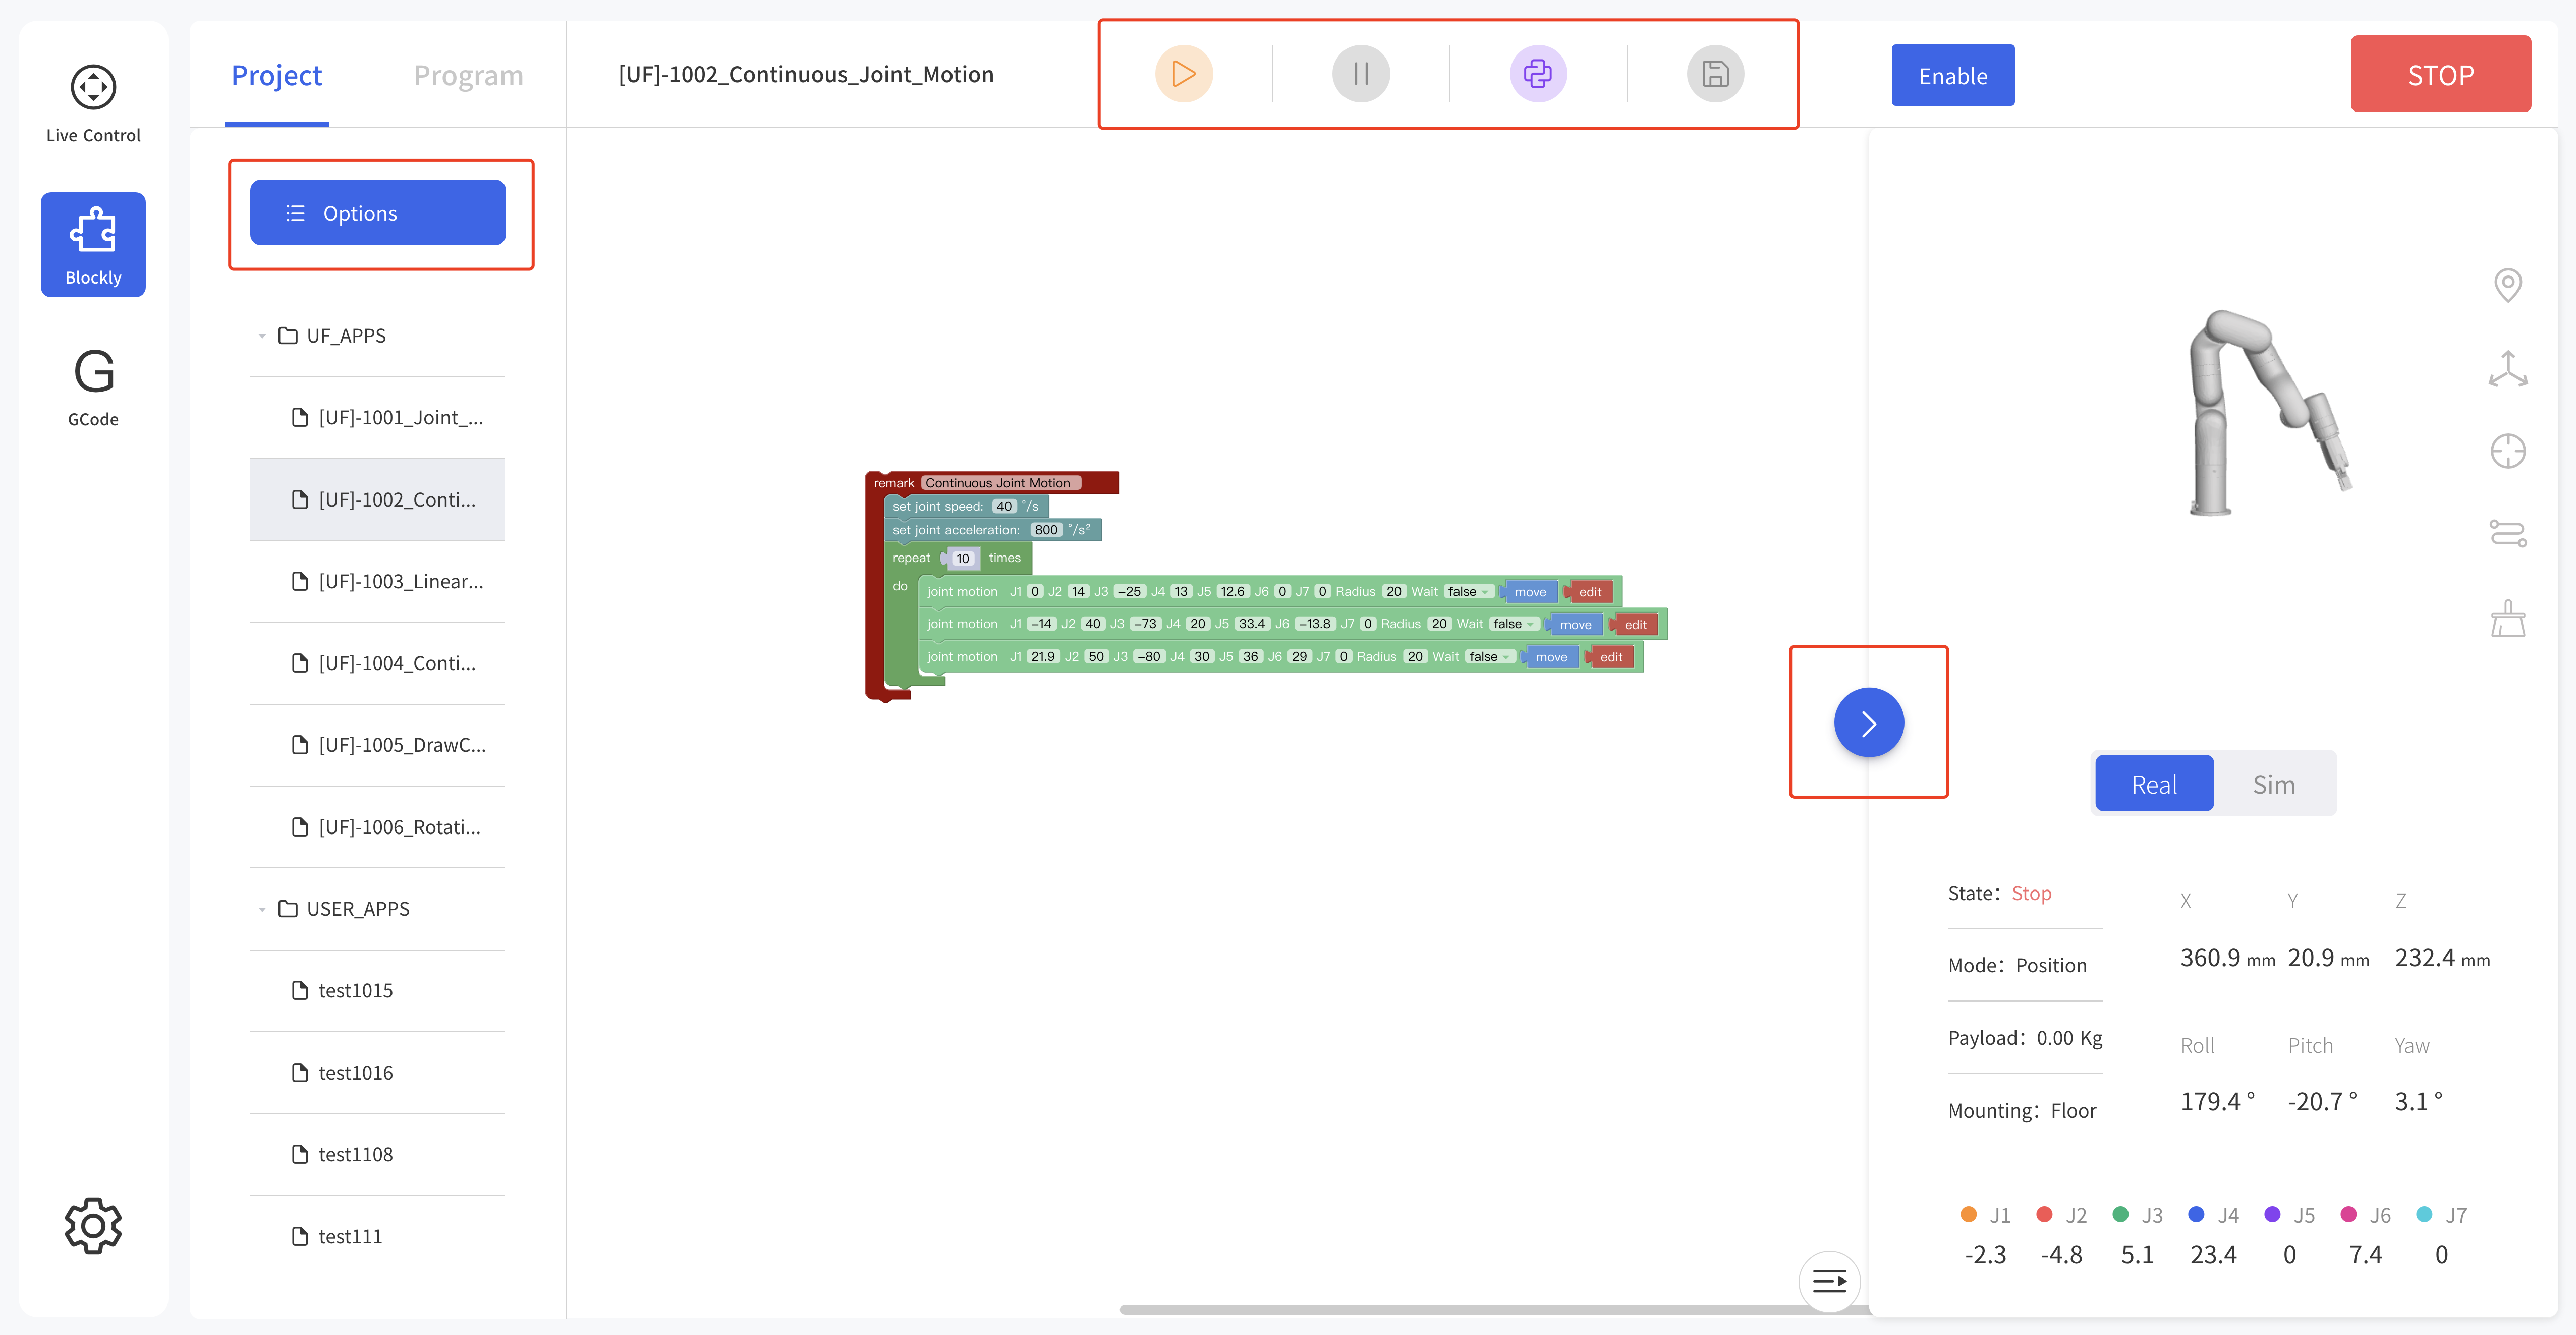 Live Control
Blockly
G
GCode
Project Program
Options
UF_APPS
[UF]-1001_Joint_...
[UF]-1002_Conti...
[UF]-1003_Linear...
[UF]-1004_Conti...
[UF]-1005_DrawC...
[UF]-1006_Rotati...
USER_APPS
test1015
test1016
test1108
test111
[UF]-1002_Continuous_Joint_Motion
Enable
STOP
remark Continuous Joint Motion
set joint speed: 40 °/s
set joint acceleration: 800 °/s²
repeat 10 times
do
joint motion J1 0 J2 14 J3 −25 J4 13 J5 12.6 J6 0 J7 0 Radius 20 Wait false move edit
joint motion J1 −14 J2 40 J3 −73 J4 20 J5 33.4 J6 −13.8 J7 0 Radius 20 Wait false move edit
joint motion J1 21.9 J2 50 J3 −80 J4 30 J5 36 J6 29 J7 0 Radius 20 Wait false move edit
Real Sim
State：Stop
Mode：Position
Payload：0.00 Kg
Mounting：Floor
X Y Z
360.9 mm 20.9 mm 232.4 mm
Roll Pitch Yaw
179.4 ° -20.7 ° 3.1 °
J1 J2 J3 J4 J5 J6 J7
-2.3 -4.8 5.1 23.4 0 7.4 0